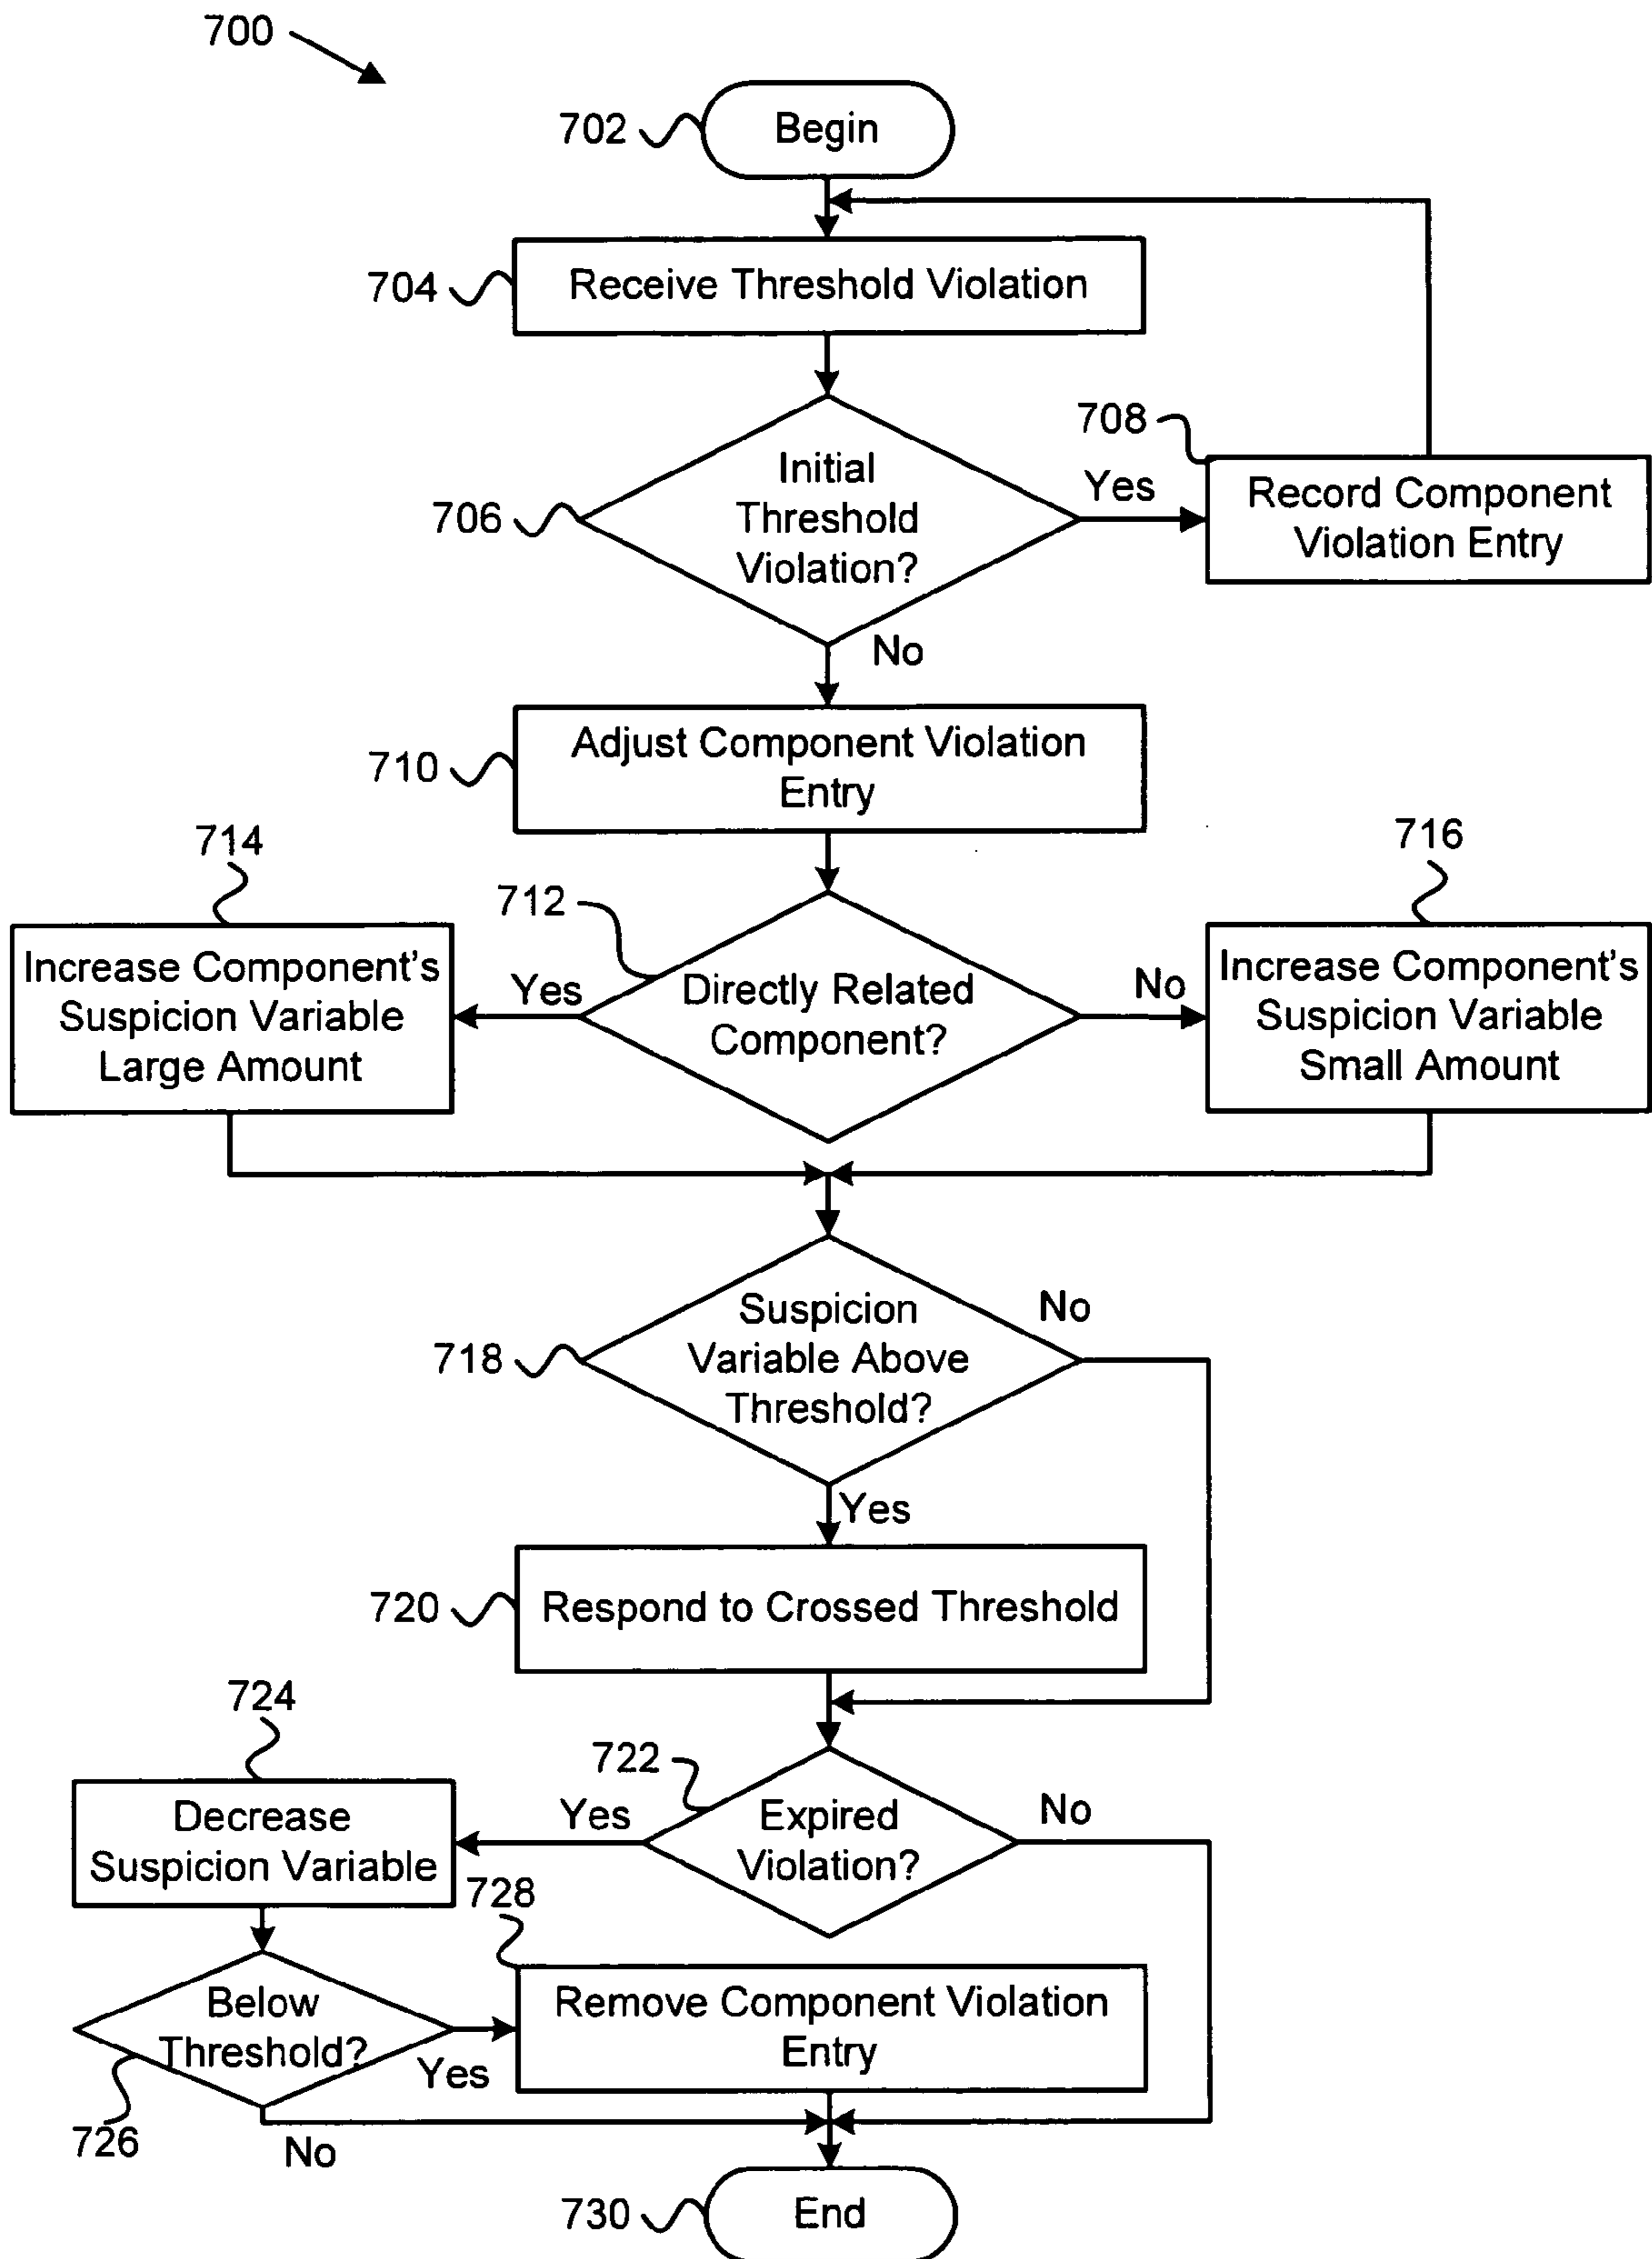 700
702
Begin
704
Receive Threshold Violation
706
Initial
Threshold
Violation?
Yes
708
Record Component
Violation Entry
No
710
Adjust Component Violation
Entry
714
Increase Component's
Suspicion Variable
Large Amount
Yes
712
Directly Related
Component?
No
716
Increase Component's
Suspicion Variable
Small Amount
718
Suspicion
Variable Above
Threshold?
No
Yes
720
Respond to Crossed Threshold
722
Expired
Violation?
No
Yes
724
Decrease
Suspicion Variable
726
Below
Threshold?
Yes
728
Remove Component Violation
Entry
No
730
End